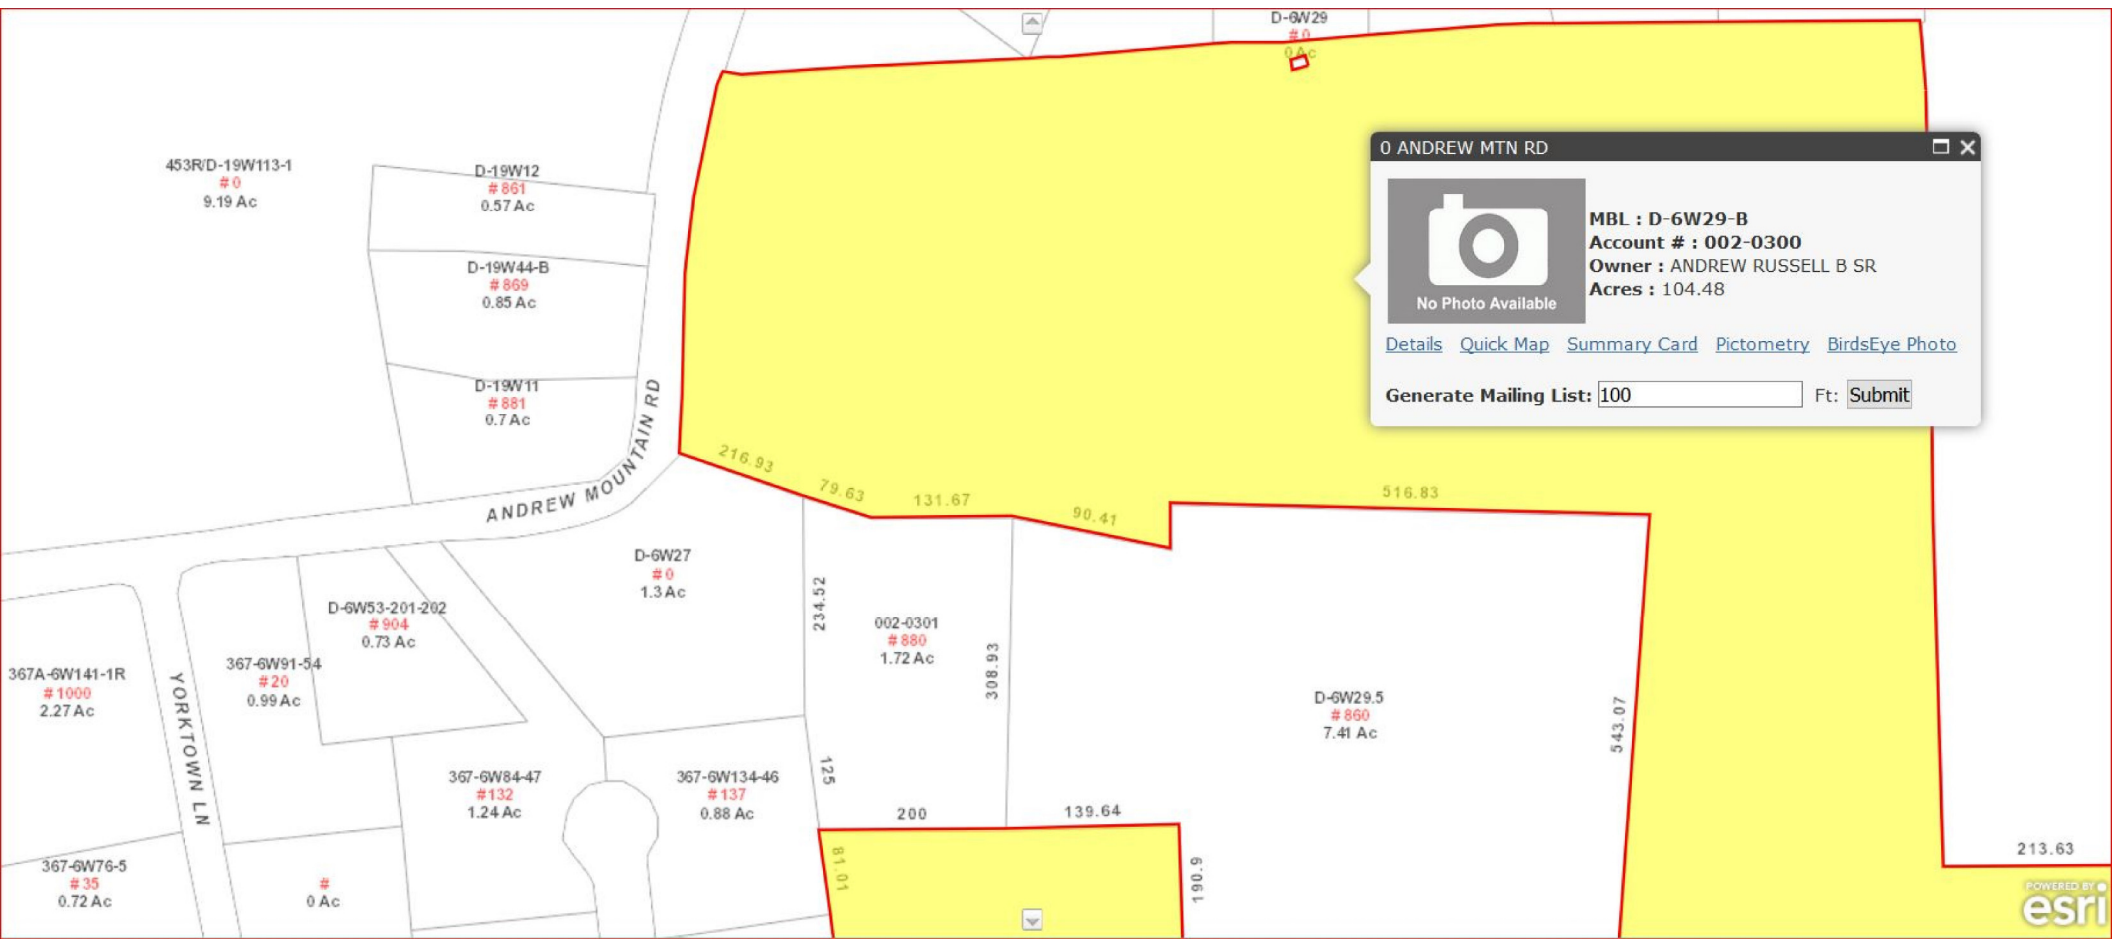 D-6W29
# 0
0 Ac
453R/D-19W113-1
# 0
9.19 Ac
D-19W12
# 861
0.57 Ac
D-19W44-B
# 869
0.85 Ac
D-19W11
# 881
0.7 Ac
0 ANDREW MTN RD
No Photo Available
MBL : D-6W29-B
Account # : 002-0300
Owner : ANDREW RUSSELL B SR
Acres : 104.48
Details Quick Map Summary Card Pictometry BirdsEye Photo
Generate Mailing List: 100 Ft: Submit
ANDREW MOUNTAIN RD
216.93
79.63
131.67
90.41
516.83
D-6W27
# 0
1.3 Ac
234.52
002-0301
# 880
1.72 Ac
308.93
D-6W53-201-202
# 904
0.73 Ac
367-6W91-54
# 20
0.99 Ac
367A-6W141-1R
# 1000
2.27 Ac
YORKTOWN LN
D-6W29.5
# 860
7.41 Ac
543.07
367-6W84-47
#132
1.24 Ac
367-6W134-46
# 137
0.88 Ac
125
200
139.64
81.01
190.9
213.63
367-6W76-5
# 35
0.72 Ac
#
0 Ac
POWERED BY
esri